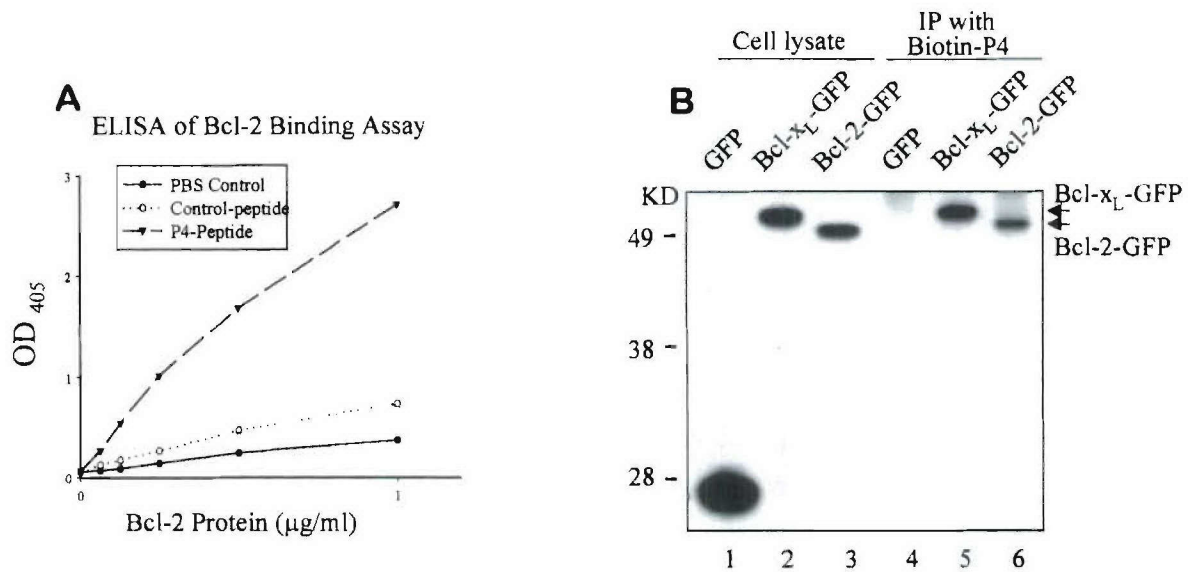 A
ELISA of Bcl-2 Binding Assay
PBS Control
Control-peptide
P4-Peptide
3
2
1
0
OD 405
0 1
Bcl-2 Protein (µg/ml)
B
Cell lysate
IP with
Biotin-P4
GFP
Bcl-xL-GFP
Bcl-2-GFP
GFP
Bcl-xL-GFP
Bcl-2-GFP
KD
49
38
28
Bcl-xL-GFP
Bcl-2-GFP
1 2 3 4 5 6